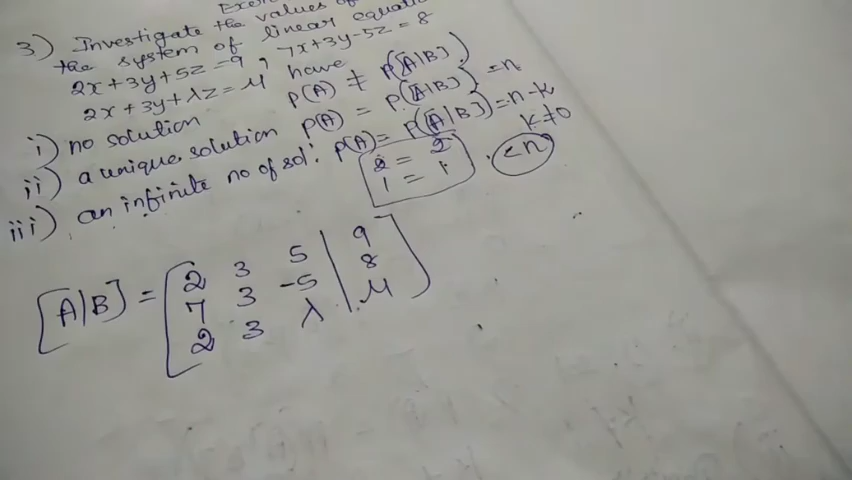 3) Investigate the values of
the system of linear equatio
2x+3y+5z=9, 7x+3y-5z=8
2x+3y+λz=μ have
i) no solution ρ(A) ≠ ρ([A|B])
ii) a unique solution ρ(A) = ρ([A|B]) = n
iii) an infinite no of sol: ρ(A) = ρ([A|B]) = n-k
k≠0
2 = 2
1 = 1
<n
[A|B] = [ 2 3 5 | 9
7 3 -5 | 8
2 3 λ | μ ]